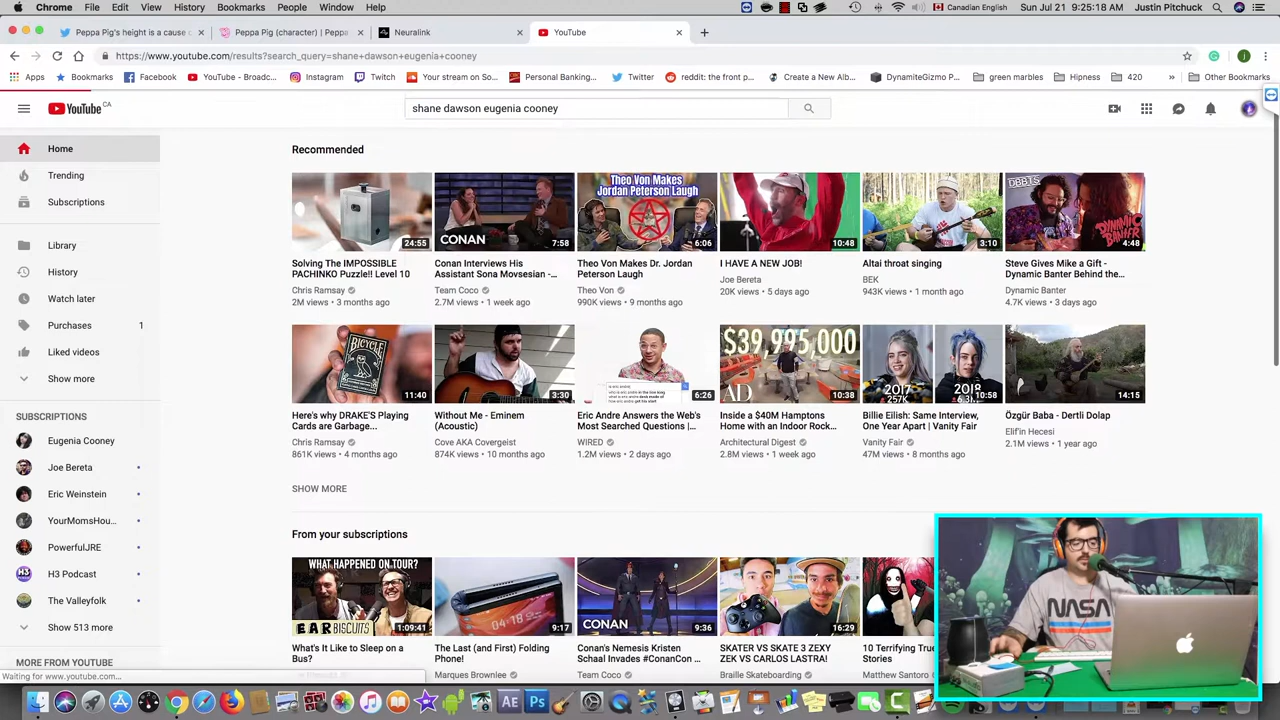 Chrome File Edit View History Bookmarks People Window Help
Canadian English Sun Jul 21 9:25:18 AM Justin Pitchuck
Peppa Pig's height is a cause c
Peppa Pig (character) | Peppa
Neuralink
YouTube
https://www.youtube.com/results?search_query=shane+dawson+eugenia+cooney
Apps Bookmarks Facebook YouTube - Broadc... Instagram Twitch Your stream on So... Personal Banking... Twitter reddit: the front p... Create a New Alb... DynamiteGizmo P... green marbles Hipness 420 » Other Bookmarks
YouTube CA
shane dawson eugenia cooney
Home
Trending
Subscriptions
Library
History
Watch later
Purchases 1
Liked videos
Show more
SUBSCRIPTIONS
Eugenia Cooney
Joe Bereta
Eric Weinstein
YourMomsHou...
PowerfulJRE
H3 Podcast
The Valleyfolk
Show 513 more
MORE FROM YOUTUBE
Waiting for www.youtube.com...
Recommended
24:55
CONAN 7:58
Theo Von Makes
Jordan Peterson Laugh
6:06
10:48
3:10
DBBTS
DYNAMIC
BANTER
4:48
Solving The IMPOSSIBLE
PACHINKO Puzzle!! Level 10
Chris Ramsay
2M views • 3 months ago
Conan Interviews His
Assistant Sona Movsesian -...
Team Coco
2.7M views • 1 week ago
Theo Von Makes Dr. Jordan
Peterson Laugh
Theo Von
990K views • 9 months ago
I HAVE A NEW JOB!
Joe Bereta
20K views • 5 days ago
Altai throat singing
BEK
943K views • 1 month ago
Steve Gives Mike a Gift -
Dynamic Banter Behind the...
Dynamic Banter
4.7K views • 3 days ago
BICYCLE
11:40
3:30
6:26
$39,995,000
AD 10:38
2017
257K
2018
10:58
14:15
Here's why DRAKE'S Playing
Cards are Garbage...
Chris Ramsay
861K views • 4 months ago
Without Me - Eminem
(Acoustic)
Cove AKA Covergeist
874K views • 10 months ago
Eric Andre Answers the Web's
Most Searched Questions |...
WIRED
1.2M views • 2 days ago
Inside a $40M Hamptons
Home with an Indoor Rock...
Architectural Digest
2.8M views • 1 week ago
Billie Eilish: Same Interview,
One Year Apart | Vanity Fair
Vanity Fair
47M views • 8 months ago
Özgür Baba - Dertli Dolap
Elif'in Hecesi
2.1M views • 1 year ago
SHOW MORE
From your subscriptions
WHAT HAPPENED ON TOUR?
EAR BISCUITS
1:09:41
04:18
9:17
CONAN 9:36
16:29
What's It Like to Sleep on a
Bus?
The Last (and First) Folding
Phone!
Marques Brownlee
Conan's Nemesis Kristen
Schaal Invades #ConanCon ...
Team Coco
SKATER VS SKATE 3 ZEXY
ZEK VS CARLOS LARTRA!
Braille Skateboarding
10 Terrifying True
Stories
Matthew Santoro
NASA
Ae Ps